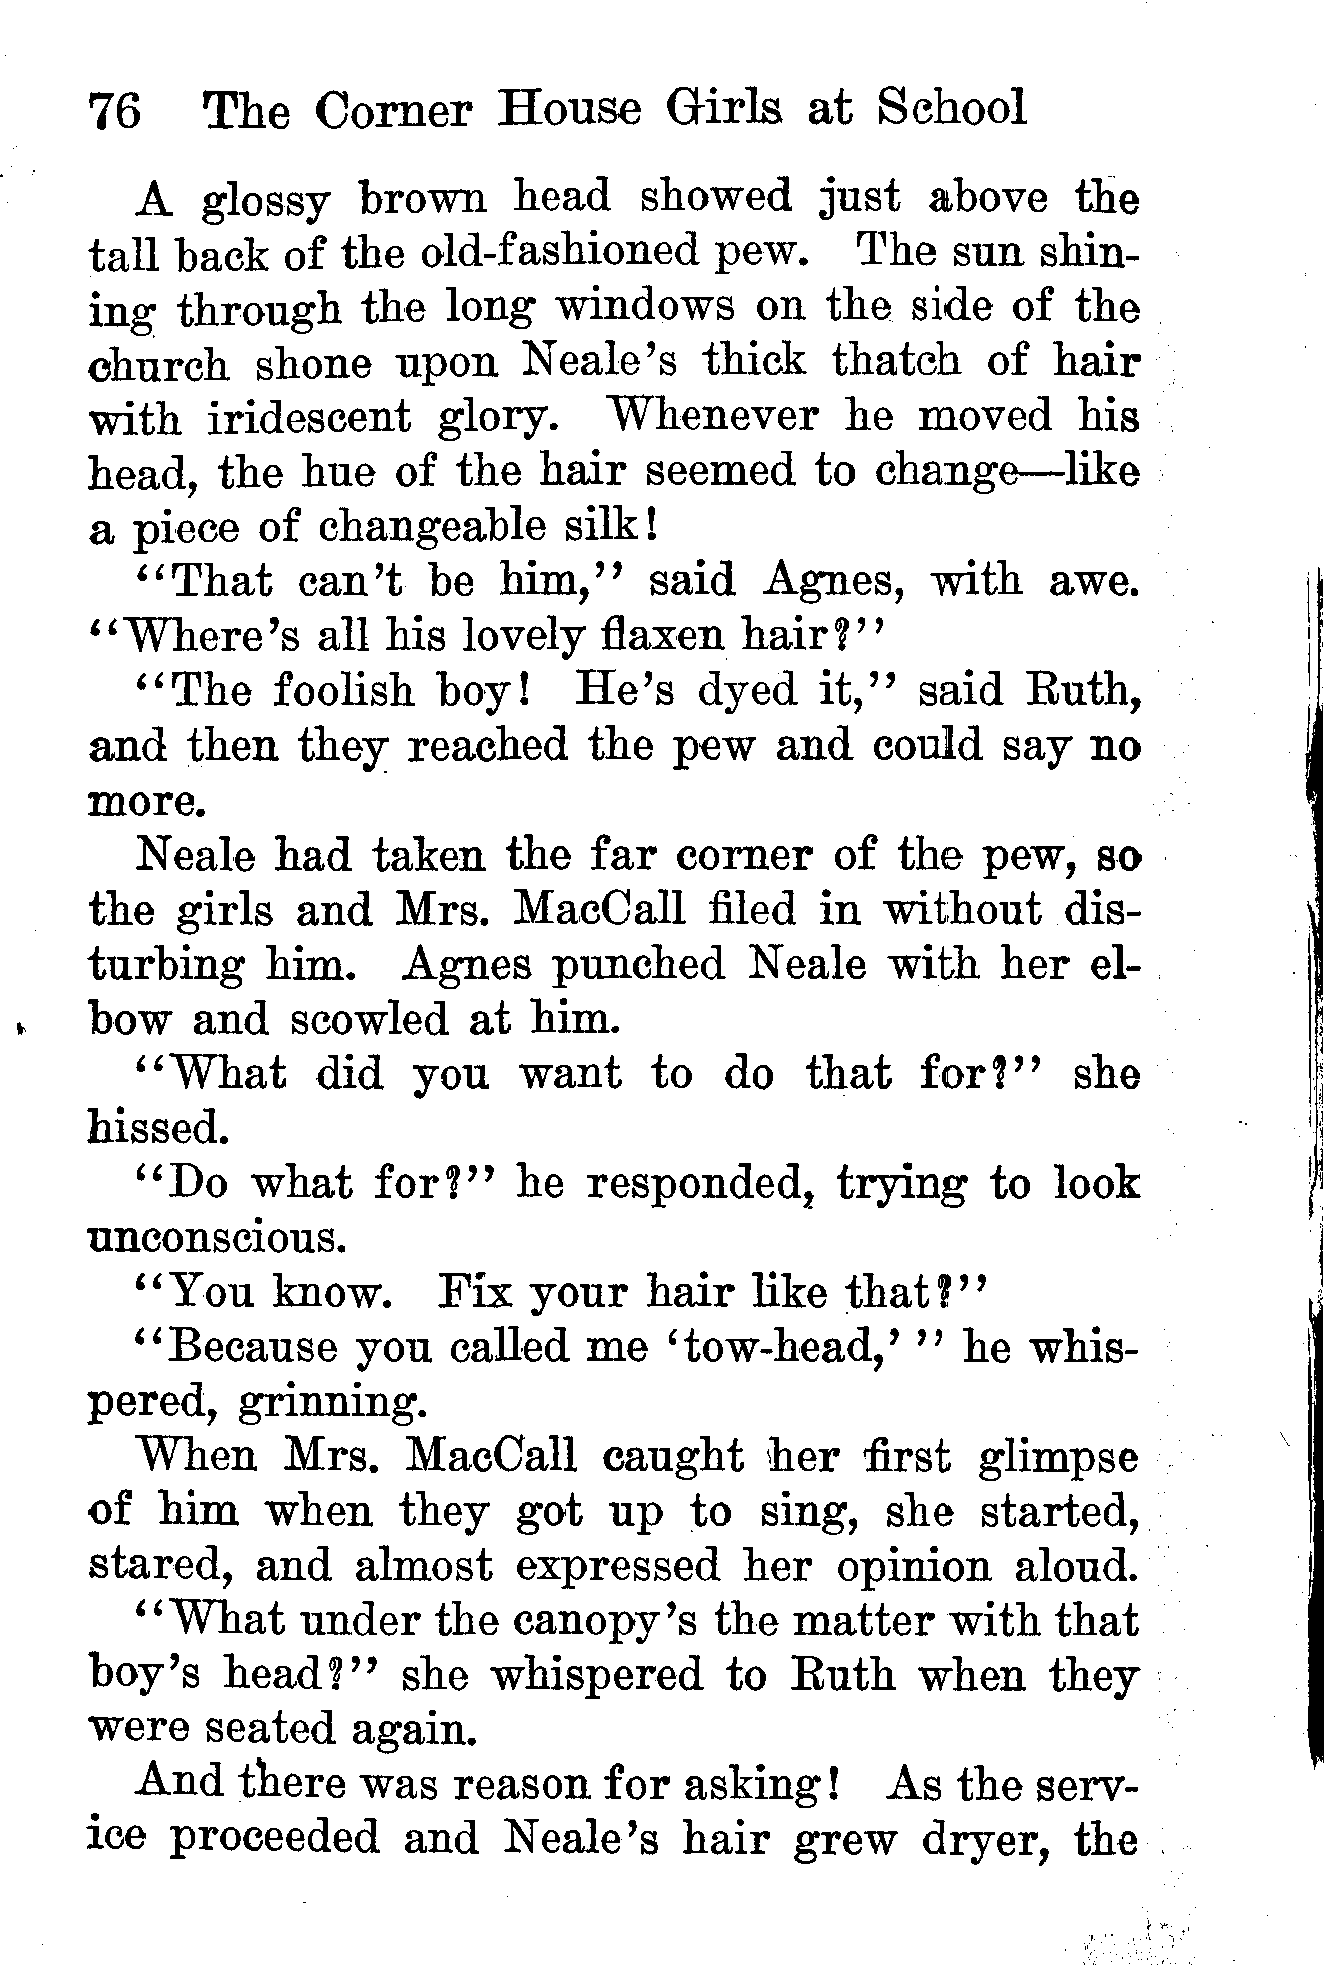 76 The Corner House Girls at School
A glossy brown head showed just above the
tall back of the old-fashioned pew. The sun shin-
ing through the long windows on the side of the
church shone upon Neale's thick thatch of hair
with iridescent glory. Whenever he moved his
head, the hue of the hair seemed to change—like
a piece of changeable silk!
"That can't be him," said Agnes, with awe.
"Where's all his lovely flaxen hair?"
"The foolish boy! He's dyed it," said Ruth,
and then they reached the pew and could say no
more.
Neale had taken the far corner of the pew, so
the girls and Mrs. MacCall filed in without dis-
turbing him. Agnes punched Neale with her el-
bow and scowled at him.
"What did you want to do that for?" she
hissed.
"Do what for?" he responded, trying to look
unconscious.
"You know. Fix your hair like that?"
"Because you called me 'tow-head,' " he whis-
pered, grinning.
When Mrs. MacCall caught her first glimpse
of him when they got up to sing, she started,
stared, and almost expressed her opinion aloud.
"What under the canopy's the matter with that
boy's head?" she whispered to Ruth when they
were seated again.
And there was reason for asking! As the serv-
ice proceeded and Neale's hair grew dryer, the